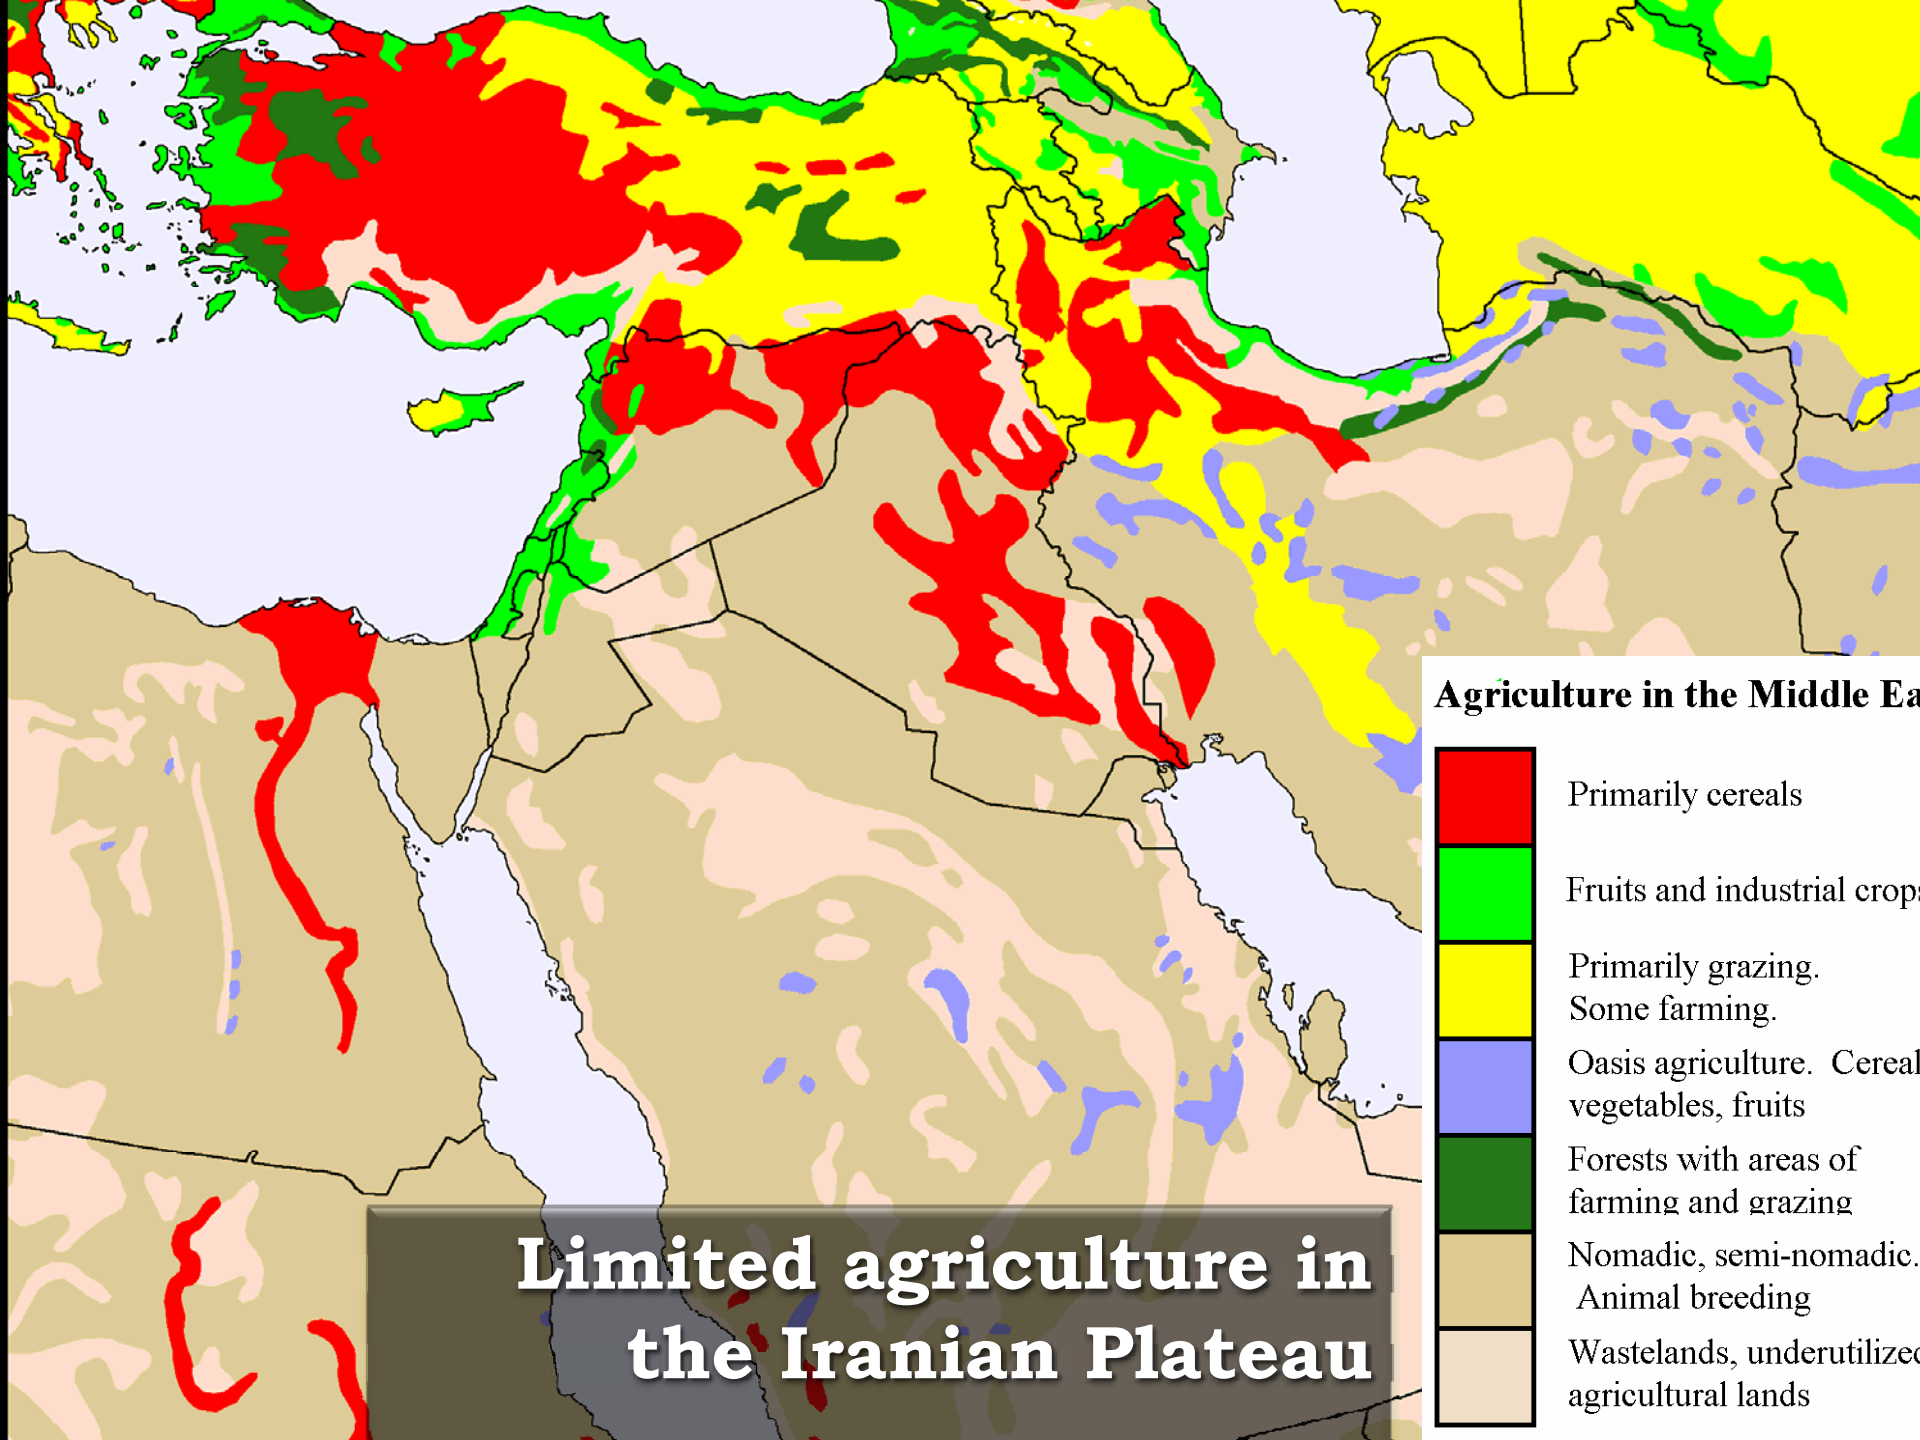 Agriculture in the Middle Ea
Primarily cereals
Fruits and industrial crops
Primarily grazing.
Some farming.
Oasis agriculture. Cereal
vegetables, fruits
Forests with areas of
farming and grazing
Nomadic, semi-nomadic.
Animal breeding
Wastelands, underutilized
agricultural lands
Limited agriculture in
the Iranian Plateau